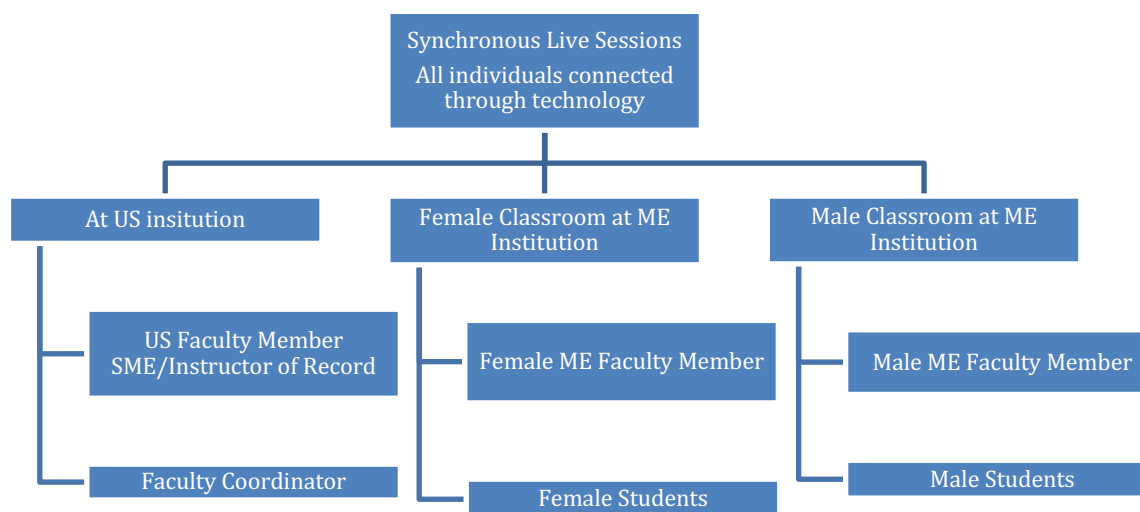 Synchronous Live Sessions
All individuals connected
through technology
At US insitution
Female Classroom at ME
Institution
Male Classroom at ME
Institution
US Faculty Member
SME/Instructor of Record
Female ME Faculty Member
Male ME Faculty Member
Faculty Coordinator
Female Students
Male Students